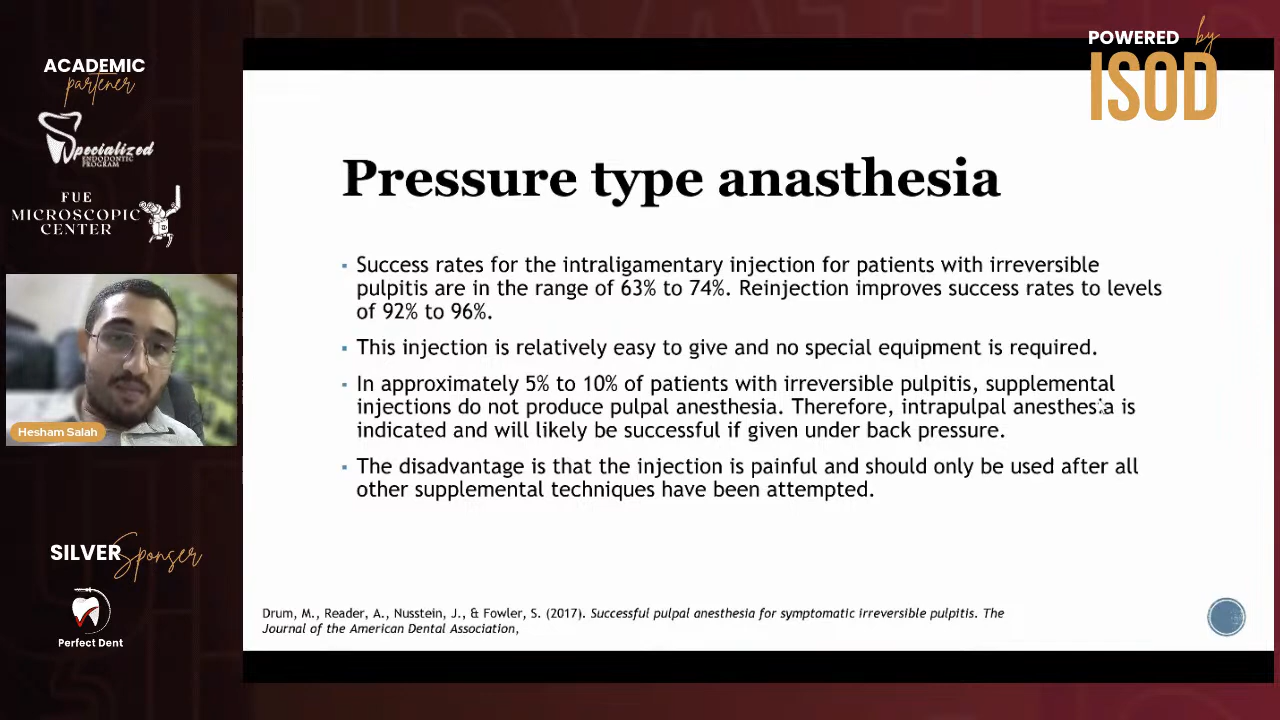 ACADEMIC
partener
Specialized
ENDODONTIC
PROGRAM
FUE
MICROSCOPIC
CENTER
Hesham Salah
SILVER Sponser
Perfect Dent
POWERED by
ISOD
Pressure type anasthesia
▪ Success rates for the intraligamentary injection for patients with irreversible
pulpitis are in the range of 63% to 74%. Reinjection improves success rates to levels
of 92% to 96%.
▪ This injection is relatively easy to give and no special equipment is required.
▪ In approximately 5% to 10% of patients with irreversible pulpitis, supplemental
injections do not produce pulpal anesthesia. Therefore, intrapulpal anesthesia is
indicated and will likely be successful if given under back pressure.
▪ The disadvantage is that the injection is painful and should only be used after all
other supplemental techniques have been attempted.
Drum, M., Reader, A., Nusstein, J., & Fowler, S. (2017). Successful pulpal anesthesia for symptomatic irreversible pulpitis. The
Journal of the American Dental Association,